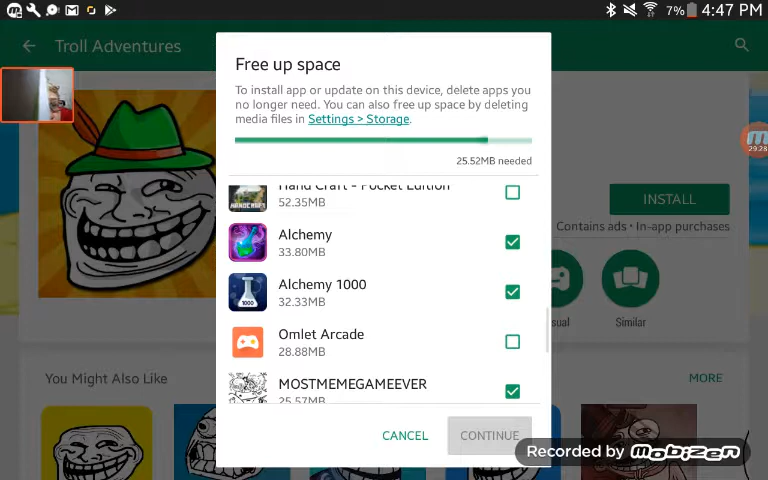 7% 4:47 PM
Troll Adventures
Free up space
To install app or update on this device, delete apps you
no longer need. You can also free up space by deleting
media files in Settings > Storage.
25.52MB needed
Hand Craft - Pocket Edition
52.35MB
Alchemy
33.80MB
Alchemy 1000
32.33MB
1000
Omlet Arcade
28.88MB
MOSTMEMEGAMEEVER
25.57MB
CANCEL
CONTINUE
INSTALL
Contains ads • In-app purchases
sual
Similar
29:28
You Might Also Like
MORE
Recorded by mobizen